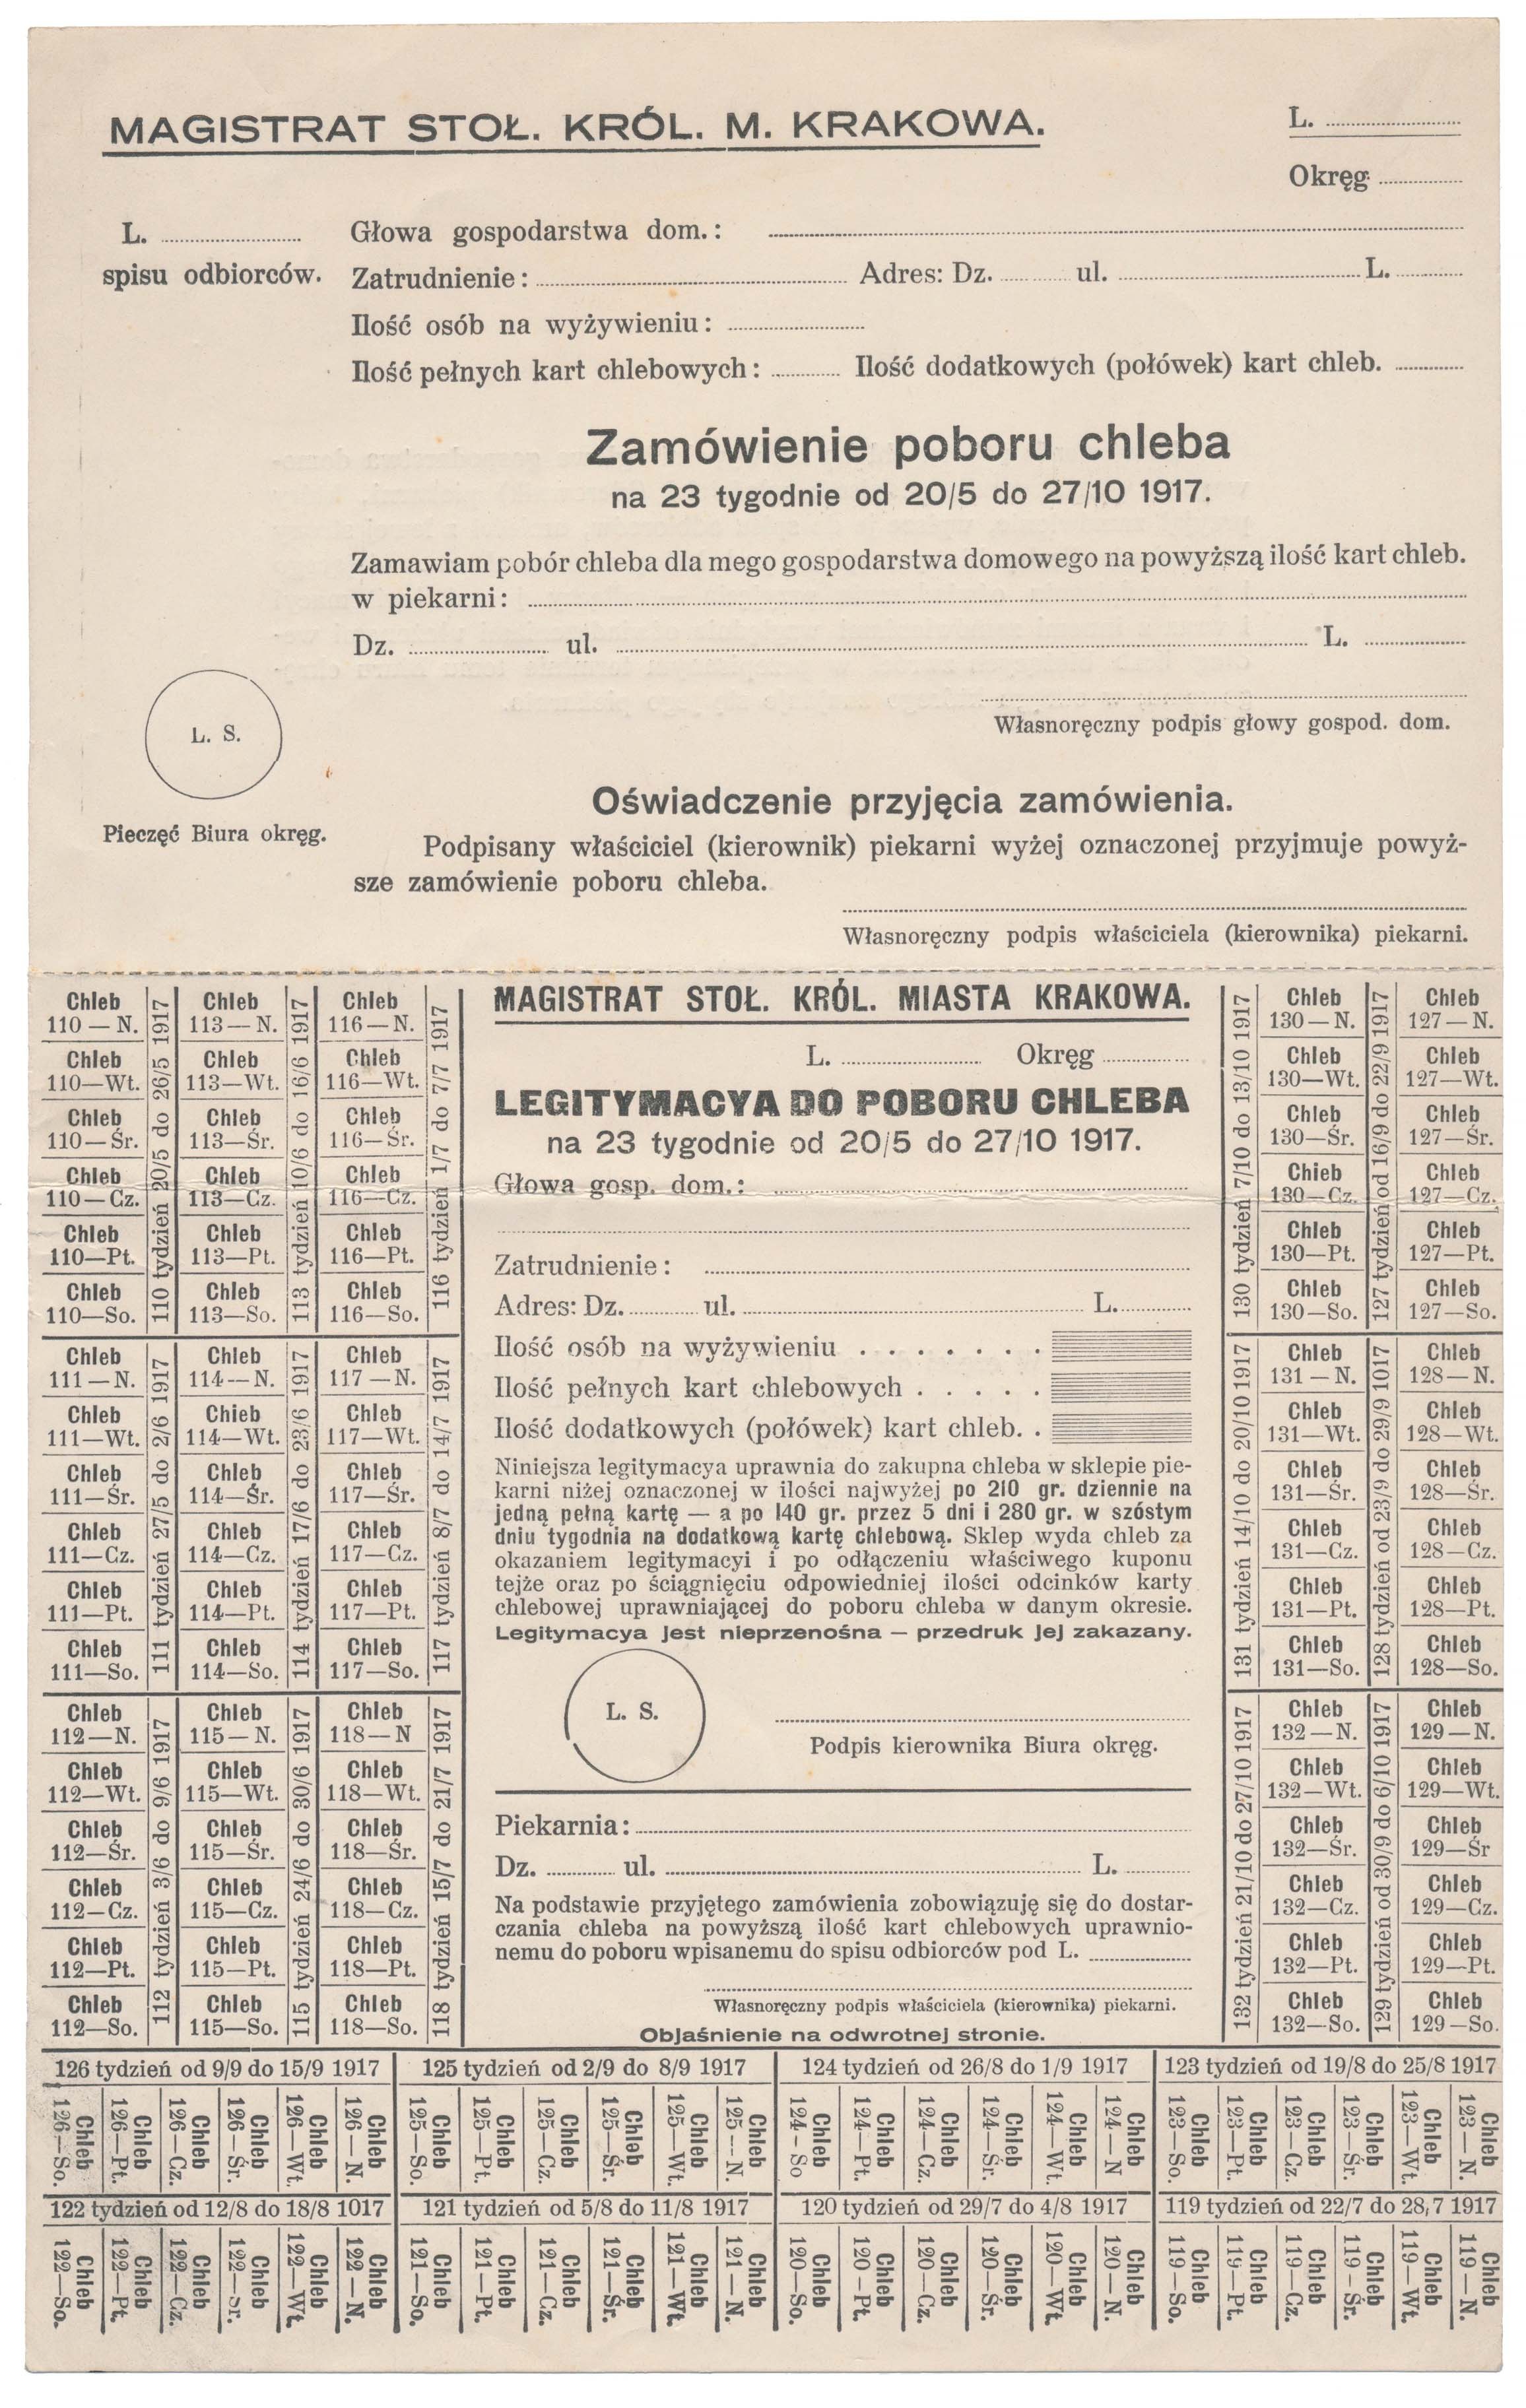 MAGISTRAT STOŁ. KRÓL. M. KRAKOWA.
L.
Okręg
L.
spisu odbiorców.
Głowa gospodarstwa dom.:
Zatrudnienie: Adres: Dz. ul. L.
Ilość osób na wyżywieniu:
Ilość pełnych kart chlebowych: Ilość dodatkowych (połówek) kart chleb.
Zamówienie poboru chleba
na 23 tygodnie od 20/5 do 27/10 1917.
Zamawiam pobór chleba dla mego gospodarstwa domowego na powyższą ilość kart chleb.
w piekarni:
Dz. ul. L.
Własnoręczny podpis głowy gospod. dom.
L. S.
Pieczęć Biura okręg.
Oświadczenie przyjęcia zamówienia.
Podpisany właściciel (kierownik) piekarni wyżej oznaczonej przyjmuje powyż-
sze zamówienie poboru chleba.
Własnoręczny podpis właściciela (kierownika) piekarni.
Chleb
110 — N.
Chleb
110—Wt.
Chleb
110—Śr.
Chleb
110—Cz.
Chleb
110—Pt.
Chleb
110—So.
110 tydzień 20/5 do 26/5 1917
Chleb
113 — N.
Chleb
113—Wt.
Chleb
113—Śr.
Chleb
113—Cz.
Chleb
113—Pt.
Chleb
113—So.
113 tydzień 10/6 do 16/6 1917
Chleb
116 — N.
Chleb
116—Wt.
Chleb
116—Śr.
Chleb
116—Cz.
Chleb
116—Pt.
Chleb
116—So.
116 tydzień 1/7 do 7/7 1917
Chleb
111 — N.
Chleb
111—Wt.
Chleb
111—Śr.
Chleb
111—Cz.
Chleb
111—Pt.
Chleb
111—So.
111 tydzień 27/5 do 2/6 1917
Chleb
114 — N.
Chieb
114—Wt.
Chleb
114—Śr.
Chleb
114—Cz.
Chleb
114—Pt.
Chleb
114—So.
114 tydzień 17/6 do 23/6 1917
Chleb
117 — N.
Chleb
117—Wt.
Chleb
117—Śr.
Chleb
117—Cz.
Chleb
117—Pt.
Chleb
117—So.
117 tydzień 8/7 do 14/7 1917
Chleb
112 — N.
Chleb
112—Wt.
Chleb
112—Śr.
Chleb
112—Cz.
Chleb
112—Pt.
Chleb
112—So.
112 tydzień 3/6 do 9/6 1917
Chleb
115 — N.
Chleb
115—Wt.
Chleb
115—Śr.
Chleb
115—Cz.
Chleb
115—Pt.
Chleb
115—So.
115 tydzień 24/6 do 30/6 1917
Chleb
118 — N
Chleb
118—Wt.
Chleb
118—Śr.
Chleb
118—Cz.
Chleb
118—Pt.
Chleb
118—So.
118 tydzień 15/7 do 21/7 1917
MAGISTRAT STOŁ. KRÓL. MIASTA KRAKOWA.
L. Okręg
LEGITYMACYA DO POBORU CHLEBA
na 23 tygodnie od 20/5 do 27/10 1917.
Głowa gosp. dom.:
Zatrudnienie:
Adres: Dz. ul. L.
Ilość osób na wyżywieniu
Ilość pełnych kart chlebowych
Ilość dodatkowych (połówek) kart chleb.
Niniejsza legitymacya uprawnia do zakupna chleba w sklepie pie-
karni niżej oznaczonej w ilości najwyżej po 210 gr. dziennie na
jedną pełną kartę — a po 140 gr. przez 5 dni i 280 gr. w szóstym
dniu tygodnia na dodatkową kartę chlebową. Sklep wyda chleb za
okazaniem legitymacyi i po odłączeniu właściwego kuponu
tejże oraz po ściągnięciu odpowiedniej ilości odcinków karty
chlebowej uprawniającej do poboru chleba w danym okresie.
Legitymacya jest nieprzenośna — przedruk jej zakazany.
L. S.
Podpis kierownika Biura okręg.
Piekarnia:
Dz. ul. L.
Na podstawie przyjętego zamówienia zobowiązuję się do dostar-
czania chleba na powyższą ilość kart chlebowych uprawnio-
nemu do poboru wpisanemu do spisu odbiorców pod L.
Własnoręczny podpis właściciela (kierownika) piekarni.
Objaśnienie na odwrotnej stronie.
130 tydzień 7/10 do 13/10 1917
Chleb
130 — N.
Chleb
130—Wt.
Chleb
130—Śr.
Chieb
130—Cz.
Chleb
130—Pt.
Chleb
130—So.
127 tydzień od 16/9 do 22/9 1917
Chleb
127 — N.
Chleb
127—Wt.
Chleb
127—Śr.
Chleb
127—Cz.
Chleb
127—Pt.
Chleb
127—So.
131 tydzień 14/10 do 20/10 1917
Chleb
131 — N.
Chleb
131—Wt.
Chleb
131—Śr.
Chleb
131—Cz.
Chleb
131—Pt.
Chleb
131—So.
128 tydzień od 23/9 do 29/9 1017
Chleb
128 — N.
Chleb
128—Wt.
Chleb
128—Śr.
Chleb
128—Cz.
Chleb
128—Pt.
Chleb
128—So.
132 tydzień 21/10 do 27/10 1917
Chleb
132 — N.
Chleb
132—Wt.
Chleb
132—Śr.
Chleb
132—Cz.
Chleb
132—Pt.
Chleb
132—So.
129 tydzień od 30/9 do 6/10 1917
Chleb
129 — N.
Chleb
129—Wt.
Chleb
129—Śr
Chleb
129—Cz.
Chleb
129—Pt.
Chleb
129—So.
126 tydzień od 9/9 do 15/9 1917
Chleb
126—So.
Chleb
126—Pt.
Chleb
126—Cz.
Chleb
126—Śr.
Chleb
126—Wt.
Chleb
126—N.
125 tydzień od 2/9 do 8/9 1917
Chleb
125—So.
Chleb
125—Pt.
Chleb
125—Cz.
Chleb
125—Śr.
Chleb
125—Wt.
Chleb
125—N.
124 tydzień od 26/8 do 1/9 1917
Chleb
124-So
Chleb
124—Pt.
Chleb
124—Cz.
Chleb
124—Śr.
Chleb
124—Wt.
Chleb
124—N
123 tydzień od 19/8 do 25/8 1917
Chleb
123—So.
Chleb
123—Pt.
Chleb
123—Cz.
Chleb
123—Śr.
Chleb
123—Wt.
Chleb
123—N.
122 tydzień od 12/8 do 18/8 1017
Chleb
122—So.
Chleb
122—Pt.
Chleb
122—Cz.
Chleb
122—Śr.
Chleb
122—Wt.
Chleb
122—N.
121 tydzień od 5/8 do 11/8 1917
Chleb
121—So.
Chleb
121—Pt.
Chleb
121—Cz.
Chleb
121—Śr.
Chleb
121—Wt.
Chleb
121—N.
120 tydzień od 29/7 do 4/8 1917
Chleb
120—So.
Chleb
120-Pt.
Chleb
120—Cz.
Chleb
120—Śr.
Chleb
120—Wt.
Chleb
120—N.
119 tydzień od 22/7 do 28/7 1917
Chleb
119—So.
Chleb
119—Pt.
Chleb
119—Cz.
Chleb
119—Śr.
Chleb
119—Wt.
Chleb
119—N.